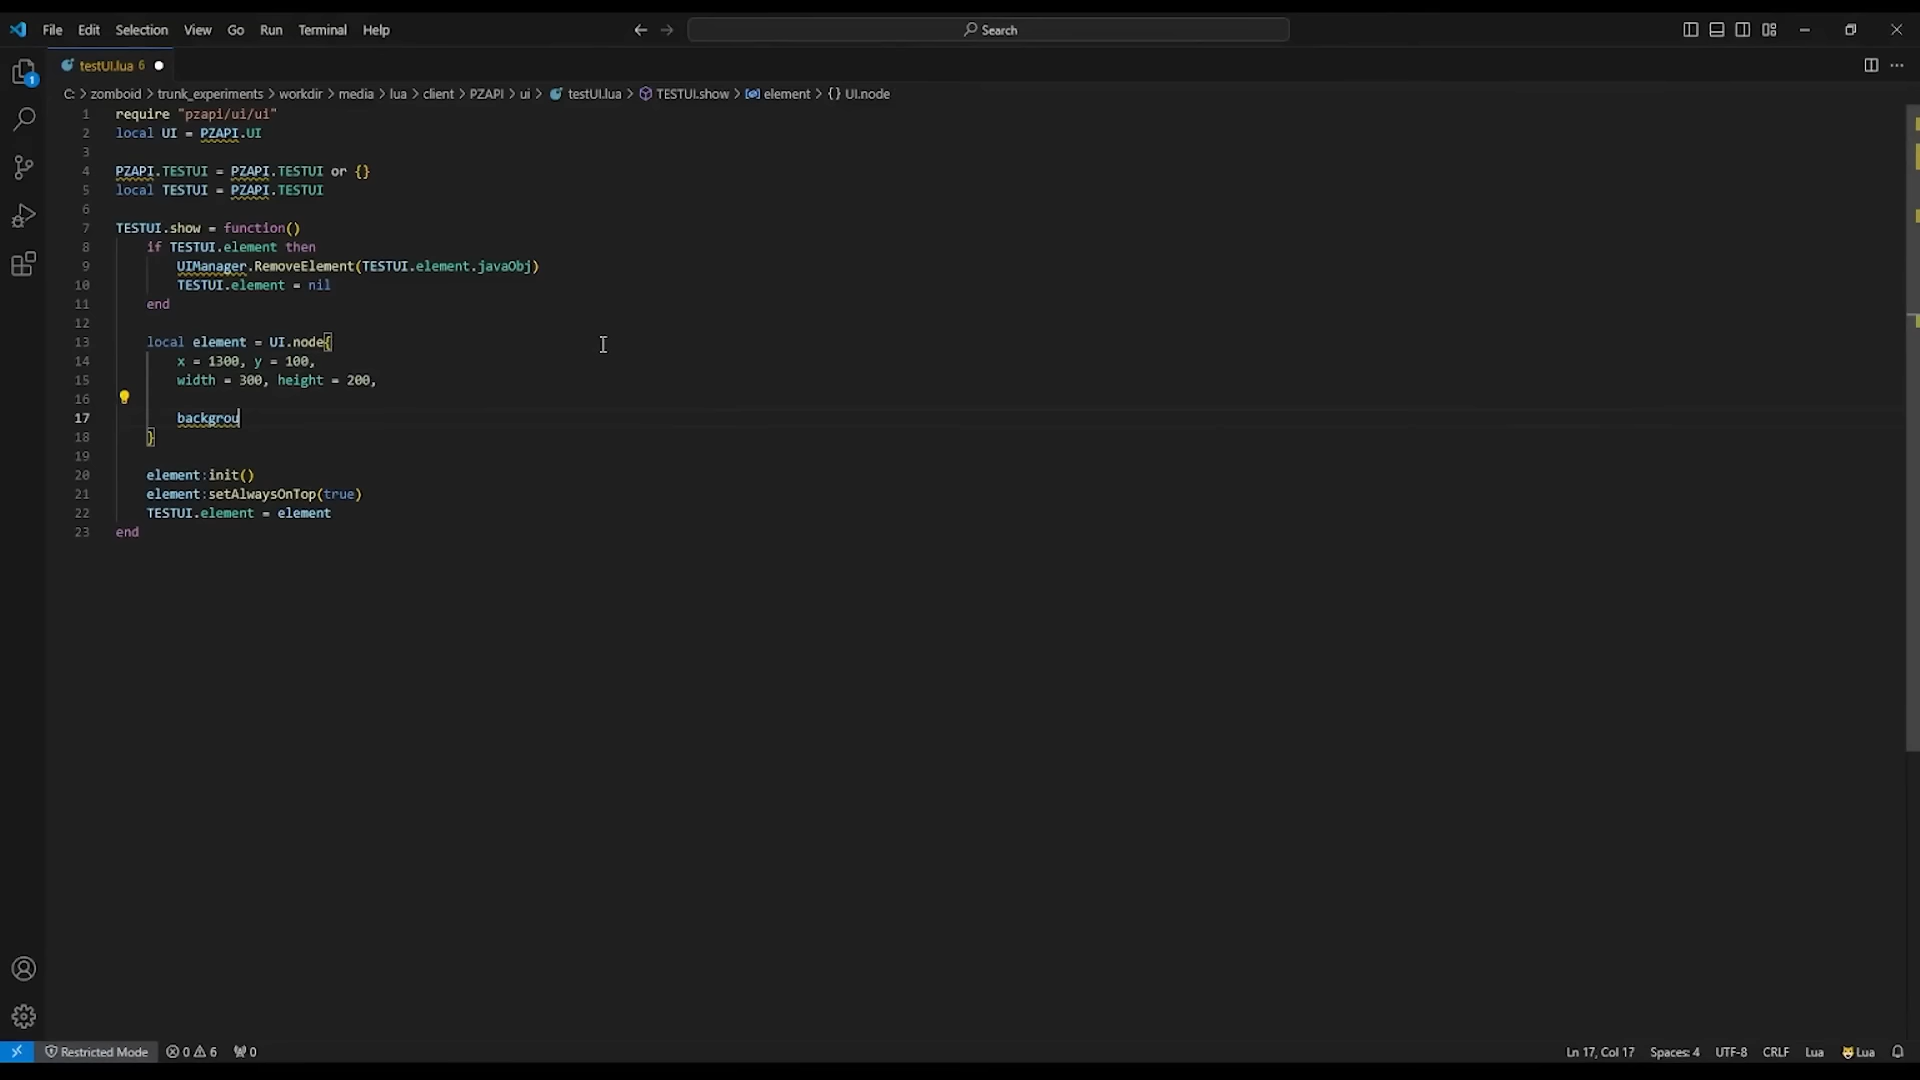 File Edit Selection View Go Run Terminal Help
Search
testUI.lua 6
1
C: > zomboid > trunk_experiments > workdir > media > lua > client > PZAPI > ui > testUI.lua > TESTUI.show > element > {} UI.node
1 require "pzapi/ui/ui"
2 local UI = PZAPI.UI
3
4 PZAPI.TESTUI = PZAPI.TESTUI or {}
5 local TESTUI = PZAPI.TESTUI
6
7 TESTUI.show = function()
8 if TESTUI.element then
9 UIManager.RemoveElement(TESTUI.element.javaObj)
10 TESTUI.element = nil
11 end
12
13 local element = UI.node{
14 x = 1300, y = 100,
15 width = 300, height = 200,
16
17 backgrou
18 }
19
20 element:init()
21 element:setAlwaysOnTop(true)
22 TESTUI.element = element
23 end
Restricted Mode 0 6 0 Ln 17, Col 17 Spaces: 4 UTF-8 CRLF Lua Lua